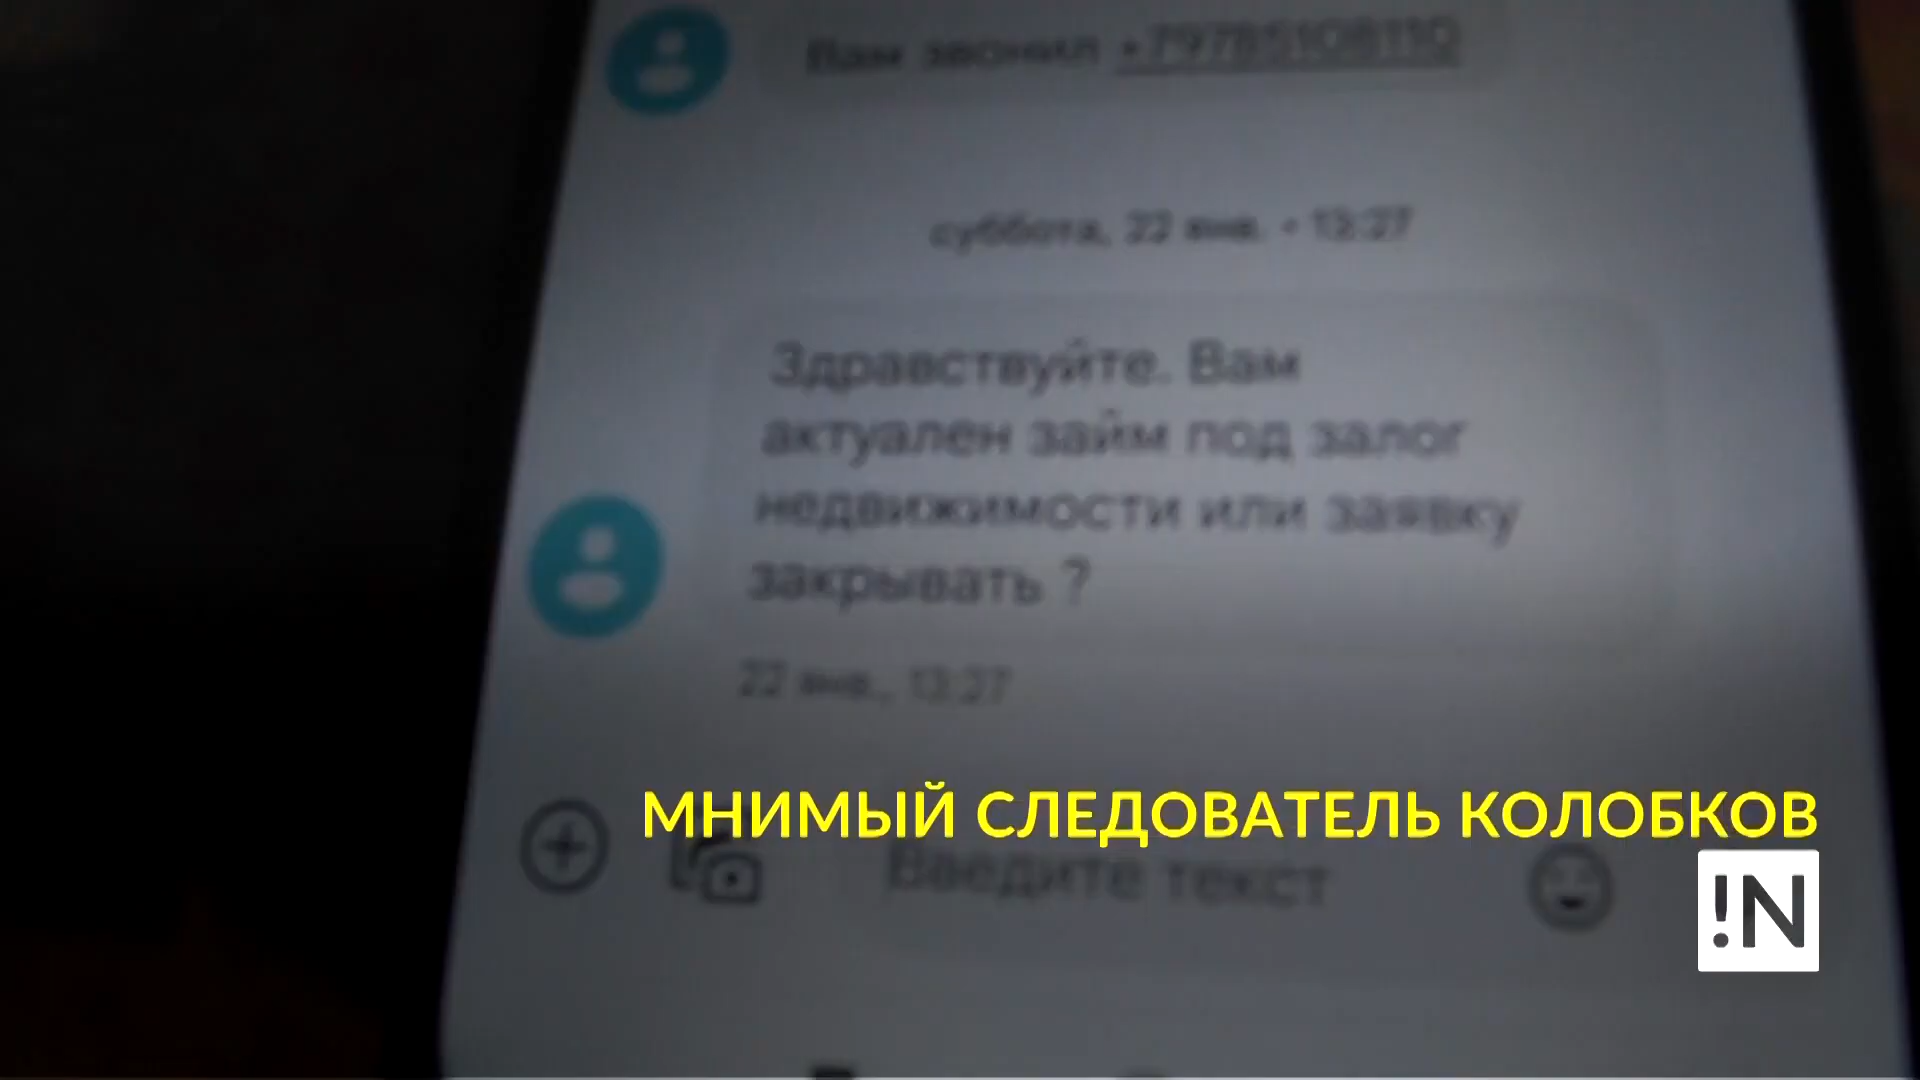 Вам звонил +79785108110
суббота, 22 янв. • 13:27
Здравствуйте. Вам
актуален займ под залог
недвижимости или заявку
закрывать ?
22 янв., 13:27
МНИМЫЙ СЛЕДОВАТЕЛЬ КОЛОБКОВ
Введите текст
!N